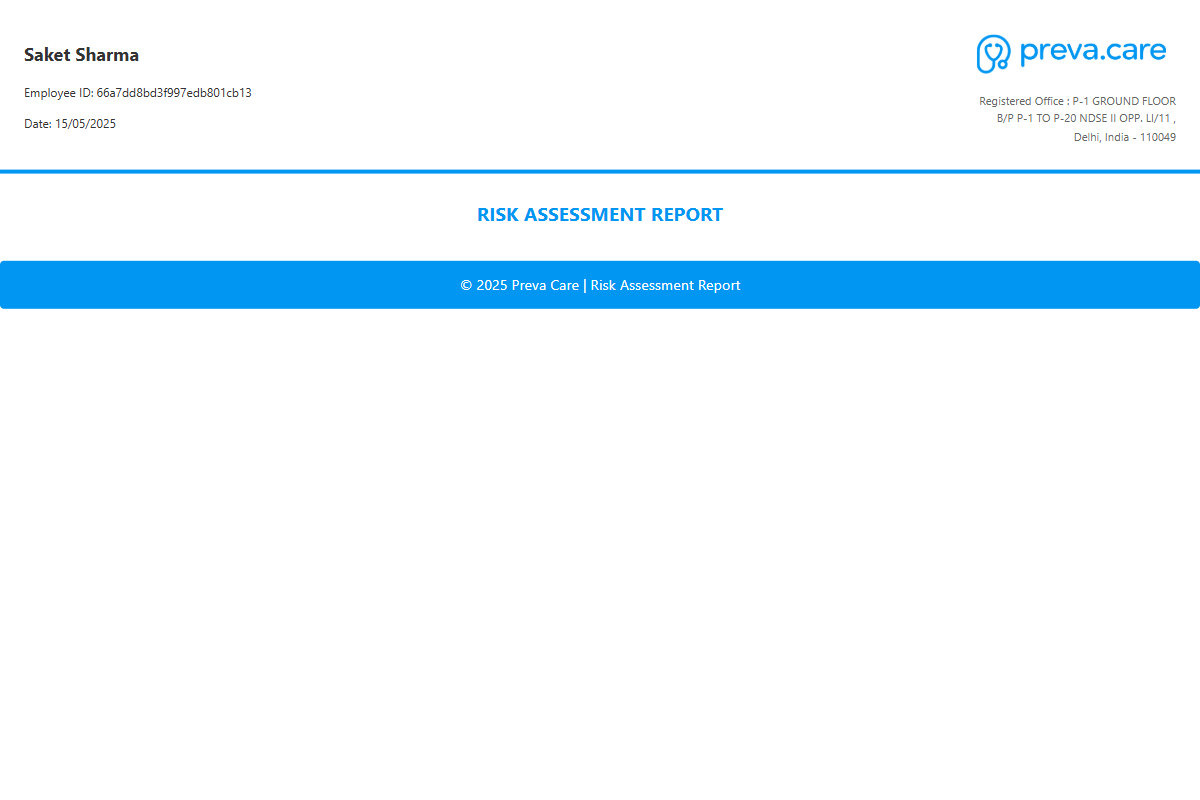 Saket Sharma
Employee ID: 66a7dd8bd3f997edb801cb13
Date: 15/05/2025
preva.care
Registered Office : P-1 GROUND FLOOR
B/P P-1 TO P-20 NDSE II OPP. LI/11 ,
Delhi, India - 110049
RISK ASSESSMENT REPORT
© 2025 Preva Care | Risk Assessment Report